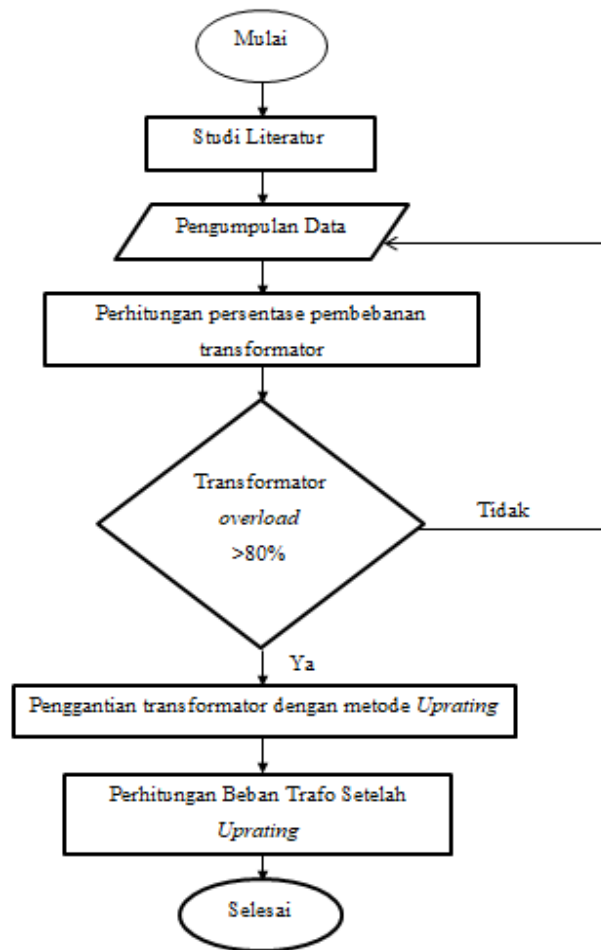 Mulai
Studi Literatur
Pengumpulan Data
Perhitungan persentase pembebanan
transformator
Transformator
overload
>80%
Tidak
Ya
Penggantian transformator dengan metode Uprating
Perhitungan Beban Trafo Setelah
Uprating
Selesai